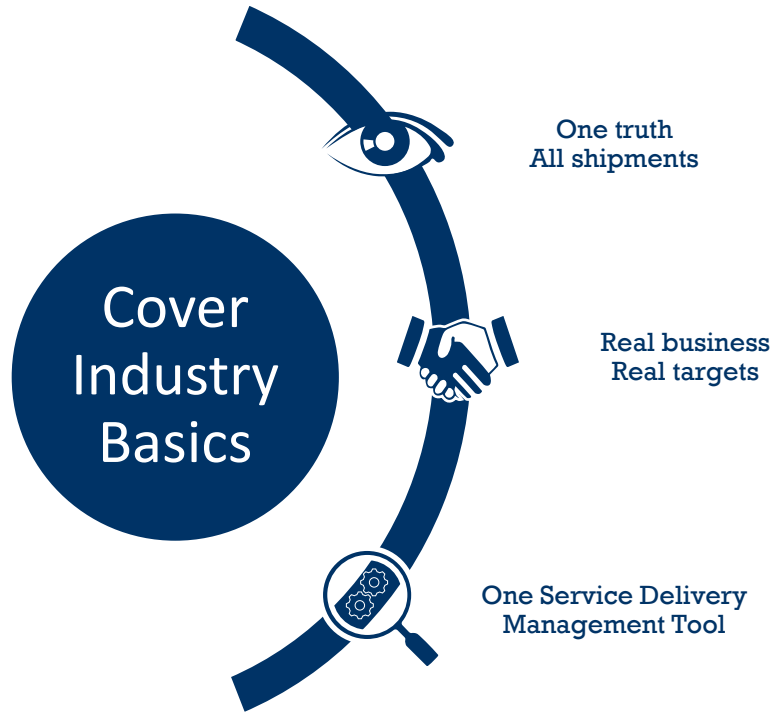 Cover
Industry
Basics
One truth
All shipments
Real business
Real targets
One Service Delivery
Management Tool